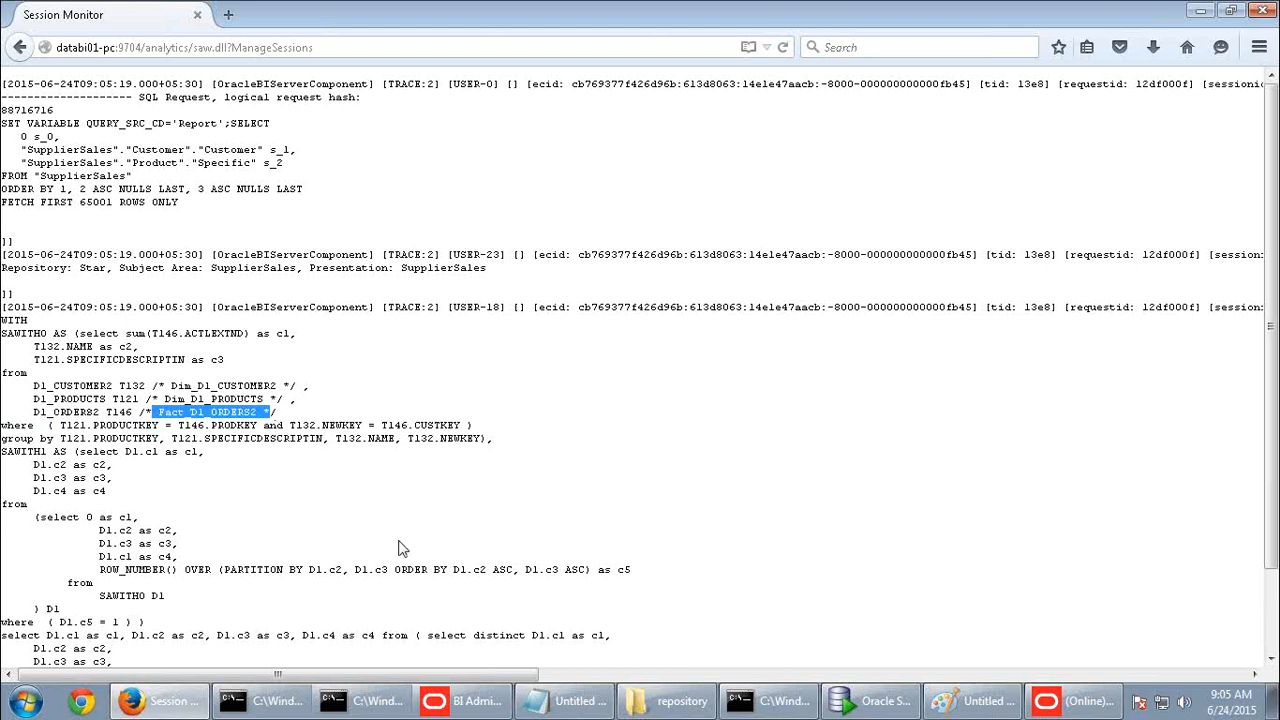 Session Monitor
databi01-pc:9704/analytics/saw.dll?ManageSessions
Search
[2015-06-24T09:05:19.000+05:30] [OracleBIServerComponent] [TRACE:2] [USER-0] [] [ecid: cb769377f426d96b:613d8063:14e1e47aacb:-8000-000000000000fb45] [tid: 13e8] [requestid: 12df000f] [sessioni
-------------------- SQL Request, logical request hash:
88716716
SET VARIABLE QUERY_SRC_CD='Report';SELECT
0 s_0,
"SupplierSales"."Customer"."Customer" s_1,
"SupplierSales"."Product"."Specific" s_2
FROM "SupplierSales"
ORDER BY 1, 2 ASC NULLS LAST, 3 ASC NULLS LAST
FETCH FIRST 65001 ROWS ONLY
]]
[2015-06-24T09:05:19.000+05:30] [OracleBIServerComponent] [TRACE:2] [USER-23] [] [ecid: cb769377f426d96b:613d8063:14e1e47aacb:-8000-000000000000fb45] [tid: 13e8] [requestid: 12df000f] [session
Repository: Star, Subject Area: SupplierSales, Presentation: SupplierSales
]]
[2015-06-24T09:05:19.000+05:30] [OracleBIServerComponent] [TRACE:2] [USER-18] [] [ecid: cb769377f426d96b:613d8063:14e1e47aacb:-8000-000000000000fb45] [tid: 13e8] [requestid: 12df000f] [session
WITH
SAWITH0 AS (select sum(T146.ACTLEXTND) as c1,
T132.NAME as c2,
T121.SPECIFICDESCRIPTIN as c3
from
D1_CUSTOMER2 T132 /* Dim_D1_CUSTOMER2 */ ,
D1_PRODUCTS T121 /* Dim_D1_PRODUCTS */ ,
D1_ORDERS2 T146 /* Fact_D1_ORDERS2 */
where ( T121.PRODUCTKEY = T146.PRODKEY and T132.NEWKEY = T146.CUSTKEY )
group by T121.PRODUCTKEY, T121.SPECIFICDESCRIPTIN, T132.NAME, T132.NEWKEY),
SAWITH1 AS (select D1.c1 as c1,
D1.c2 as c2,
D1.c3 as c3,
D1.c4 as c4
from
(select 0 as c1,
D1.c2 as c2,
D1.c3 as c3,
D1.c1 as c4,
ROW_NUMBER() OVER (PARTITION BY D1.c2, D1.c3 ORDER BY D1.c2 ASC, D1.c3 ASC) as c5
from
SAWITH0 D1
) D1
where ( D1.c5 = 1 ) )
select D1.c1 as c1, D1.c2 as c2, D1.c3 as c3, D1.c4 as c4 from ( select distinct D1.c1 as c1,
D1.c2 as c2,
D1.c3 as c3,
Session ...
C:\Wind...
C:\Wind...
BI Admi...
Untitled ...
repository
C:\Wind...
Oracle S...
Untitled ...
(Online)...
9:05 AM
6/24/2015